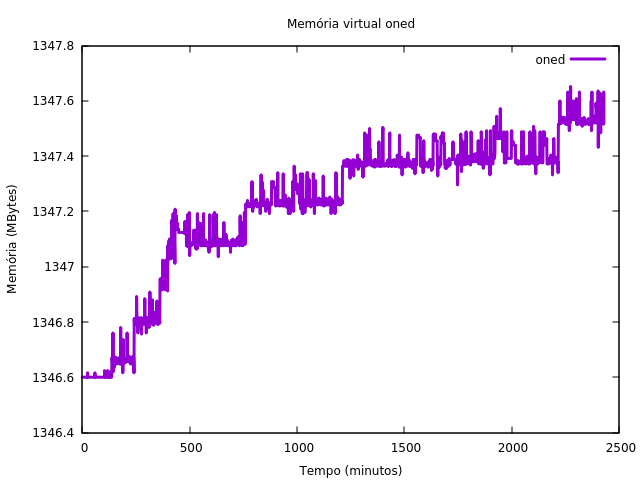 Memória virtual oned
1347.8
1347.6
1347.4
1347.2
1347
1346.8
1346.6
1346.4
Memória (MBytes)
oned
0 500 1000 1500 2000 2500
Tempo (minutos)